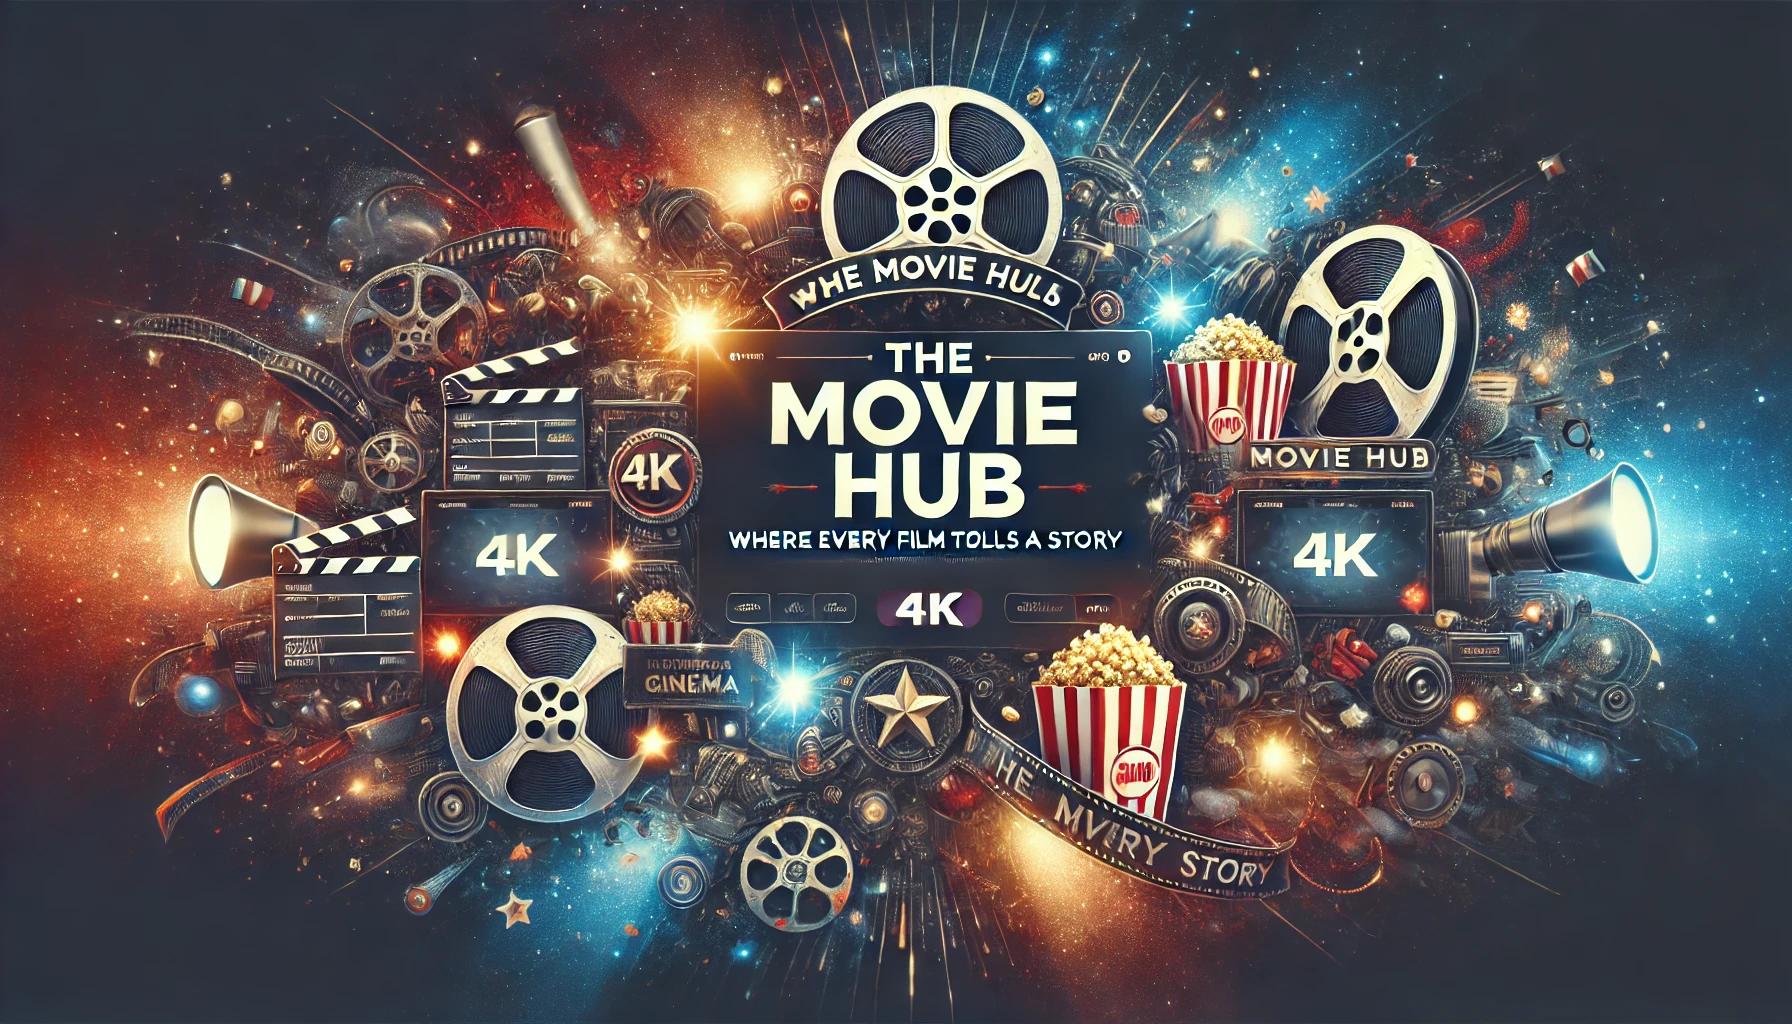 WHE MOVIE HULB
THE
MOVIE
HUB
WHERE EVERY FILM TOLLS A STORY
4K
4K
4K
CINEMA
MOVIE HUB
4K
THE MVERY STORY